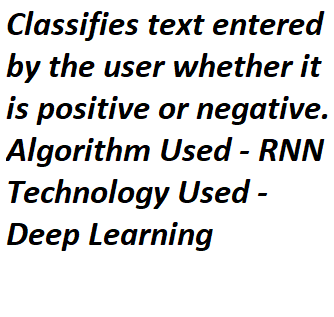 Classifies text entered
by the user whether it
is positive or negative.
Algorithm Used - RNN
Technology Used -
Deep Learning